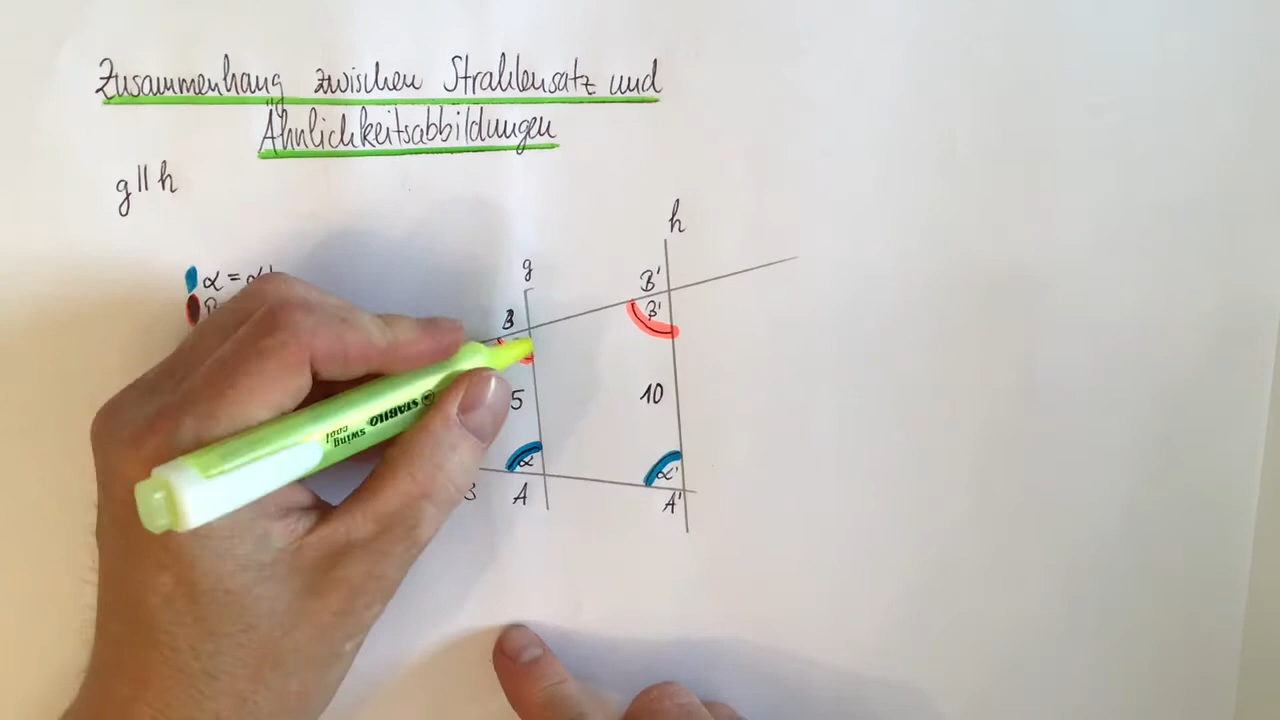 Zusammenhang zwischen Strahlensatz und
Ähnlichkeitsabbildungen
g || h
h
g
α = α'
B'
β'
B
5
10
α
α'
A
A'
STABILO
swing
cool